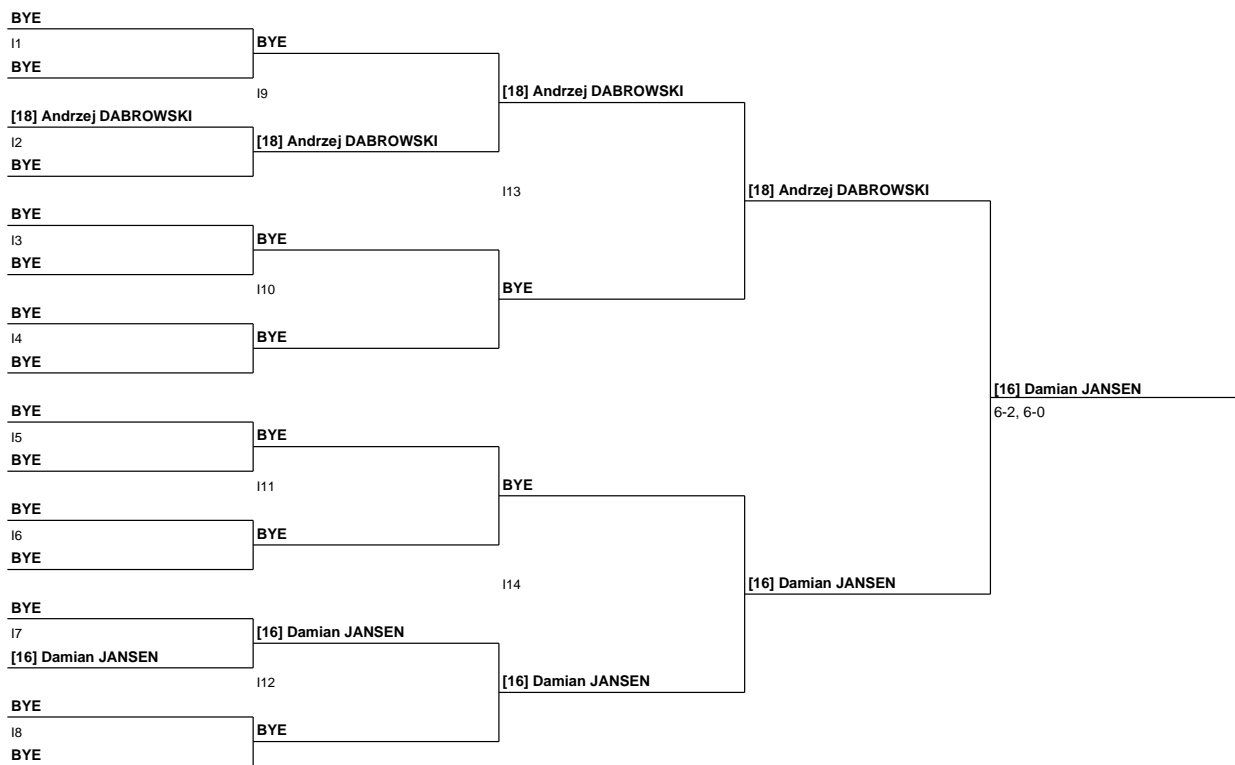 BYE
I1
BYE
BYE
I9
[18] Andrzej DABROWSKI
[18] Andrzej DABROWSKI
I2
[18] Andrzej DABROWSKI
BYE
I13
[18] Andrzej DABROWSKI
BYE
I3
BYE
BYE
I10
BYE
BYE
I4
BYE
BYE
[16] Damian JANSEN
6-2, 6-0
BYE
I5
BYE
BYE
I11
BYE
BYE
I6
BYE
BYE
I14
[16] Damian JANSEN
BYE
I7
[16] Damian JANSEN
[16] Damian JANSEN
I12
[16] Damian JANSEN
BYE
I8
BYE
BYE